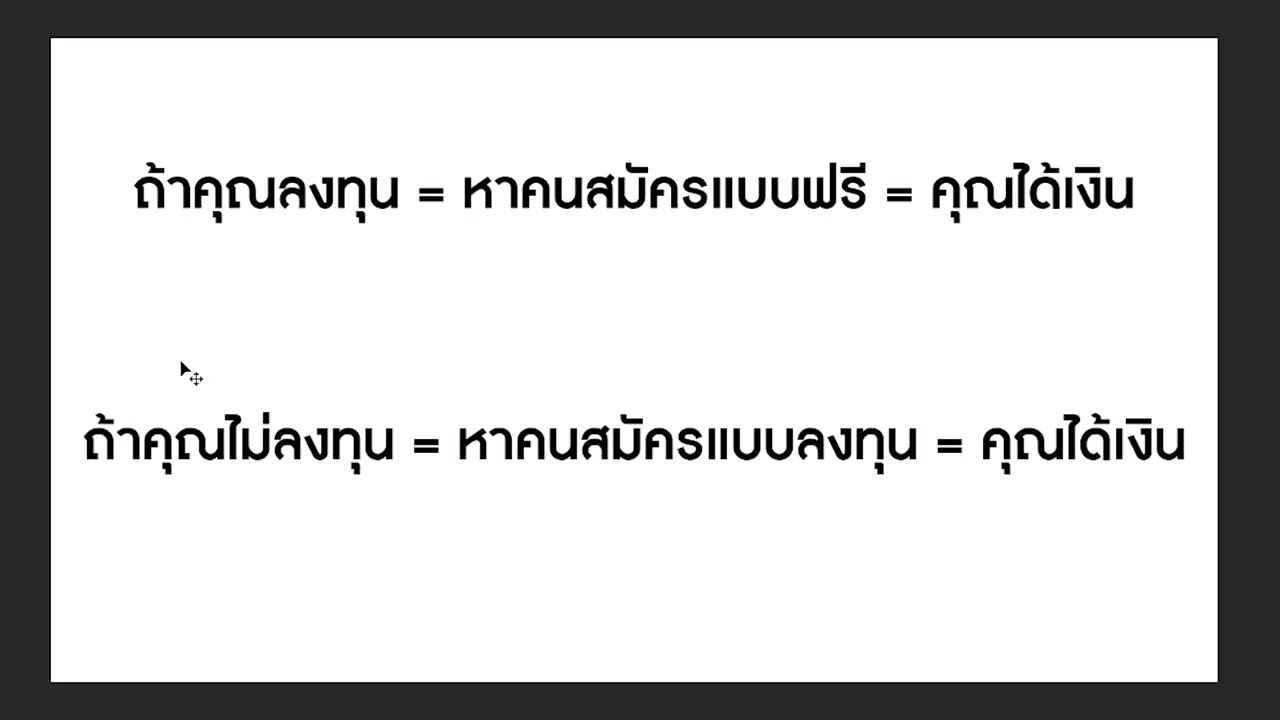 ถ้าคุณลงทุน = หาคนสมัครแบบฟรี = คุณได้เงิน
ถ้าคุณไม่ลงทุน = หาคนสมัครแบบลงทุน = คุณได้เงิน